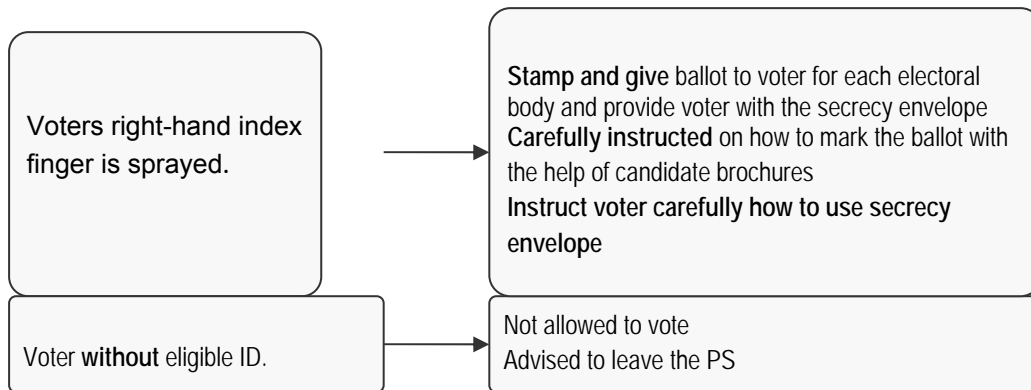 Voters right-hand index
finger is sprayed.
Stamp and give ballot to voter for each electoral
body and provide voter with the secrecy envelope
Carefully instructed on how to mark the ballot with
the help of candidate brochures
Instruct voter carefully how to use secrecy
envelope
Voter without eligible ID.
Not allowed to vote
Advised to leave the PS